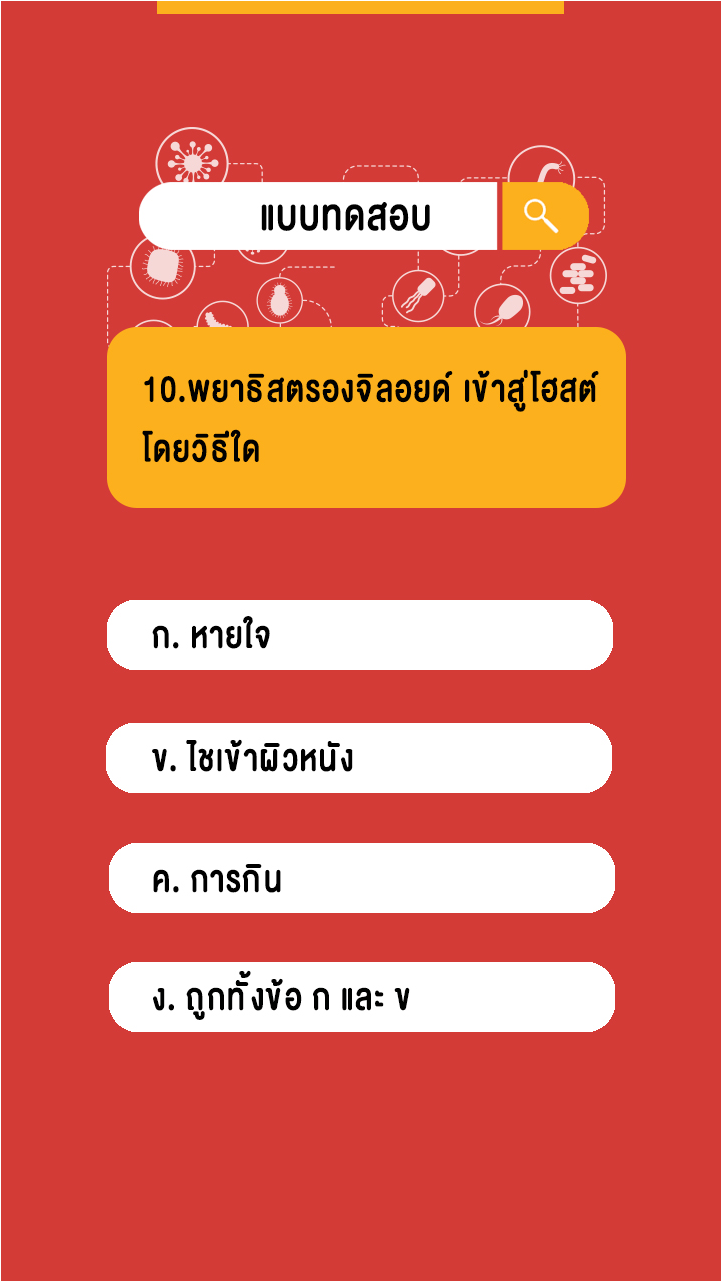 แบบทดสอบ
10.พยาธิสตรองจิลอยด์ เข้าสู่โฮสต์
โดยวิธีใด
ก. หายใจ
ข. ไชเข้าผิวหนัง
ค. การกิน
ง. ถูกทั้งข้อ ก และ ข